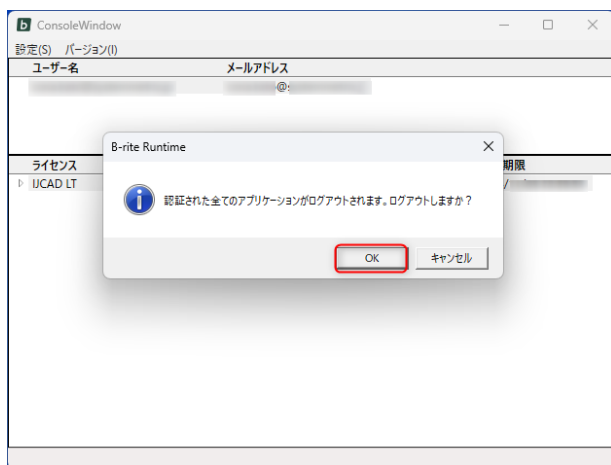 ConsoleWindow
設定(S) バージョン(I)
ユーザー名 メールアドレス
@
B-rite Runtime
ライセンス 期限
IJCAD LT /
認証された全てのアプリケーションがログアウトされます。ログアウトしますか？
OK キャンセル